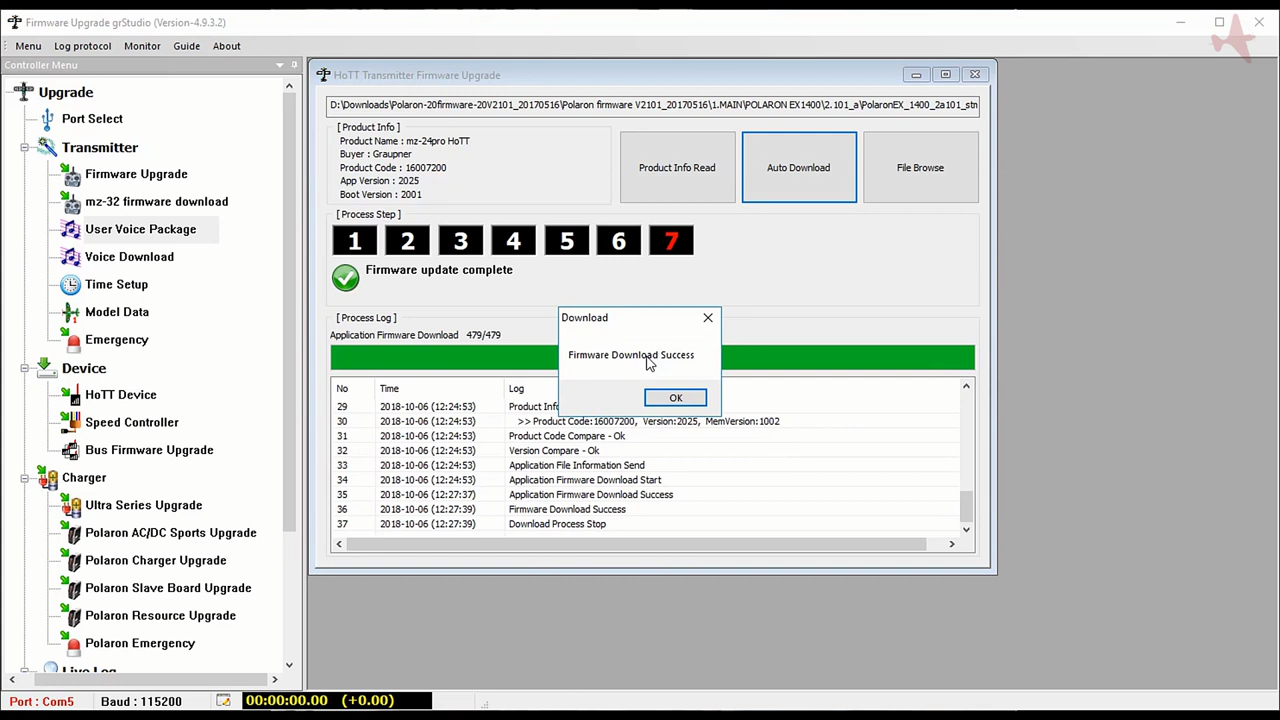 Firmware Upgrade grStudio (Version-4.9.3.2)
Menu Log protocol Monitor Guide About
Controller Menu
Upgrade
Port Select
Transmitter
Firmware Upgrade
mz-32 firmware download
User Voice Package
Voice Download
Time Setup
Model Data
Emergency
Device
HoTT Device
Speed Controller
Bus Firmware Upgrade
Charger
Ultra Series Upgrade
Polaron AC/DC Sports Upgrade
Polaron Charger Upgrade
Polaron Slave Board Upgrade
Polaron Resource Upgrade
Polaron Emergency
Live Log
HoTT Transmitter Firmware Upgrade
D:\Downloads\Polaron-20firmware-20V2101_20170516\Polaron firmware V2101_20170516\1.MAIN\POLARON EX1400\2.101_a\PolaronEX_1400_2a101_stm
[ Product Info ]
Product Name : mz-24pro HoTT
Buyer : Graupner
Product Code : 16007200
App Version : 2025
Boot Version : 2001
Product Info Read
Auto Download
File Browse
[ Process Step ]
1 2 3 4 5 6 7
Firmware update complete
[ Process Log ]
Application Firmware Download 479/479
Download
Firmware Download Success
OK
No Time Log
29 2018-10-06 (12:24:53) Product Inf
30 2018-10-06 (12:24:53) >> Product Code:16007200, Version:2025, MemVersion:1002
31 2018-10-06 (12:24:53) Product Code Compare - Ok
32 2018-10-06 (12:24:53) Version Compare - Ok
33 2018-10-06 (12:24:53) Application File Information Send
34 2018-10-06 (12:24:53) Application Firmware Download Start
35 2018-10-06 (12:27:37) Application Firmware Download Success
36 2018-10-06 (12:27:39) Firmware Download Success
37 2018-10-06 (12:27:39) Download Process Stop
Port : Com5 Baud : 115200 00:00:00.00 (+0.00)